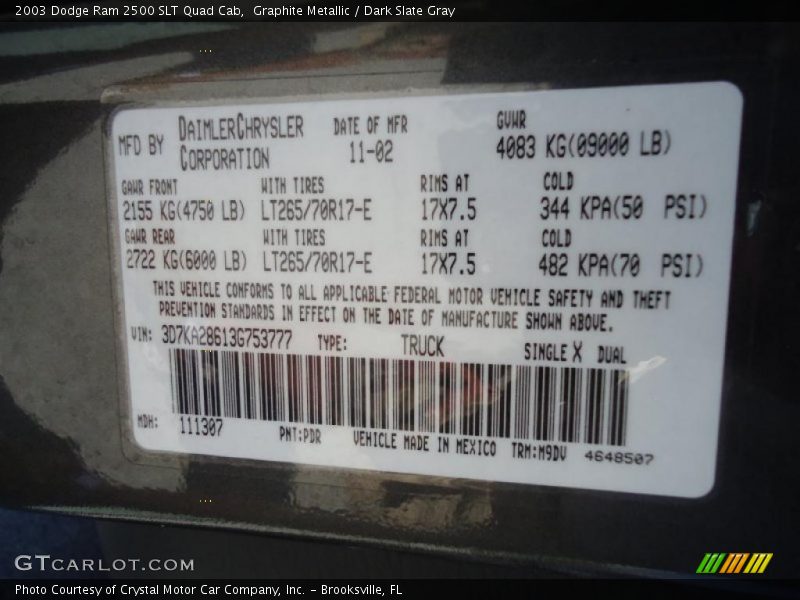 2003 Dodge Ram 2500 SLT Quad Cab,  Graphite Metallic / Dark Slate Gray
MFD BY DAIMLERCHRYSLER CORPORATION DATE OF MFR 11-02 GVWR 4083 KG(09000 LB)
GAWR FRONT WITH TIRES RIMS AT COLD
2155 KG(4750 LB) LT265/70R17-E 17X7.5 344 KPA(50 PSI)
GAWR REAR WITH TIRES RIMS AT COLD
2722 KG(6000 LB) LT265/70R17-E 17X7.5 482 KPA(70 PSI)
THIS VEHICLE CONFORMS TO ALL APPLICABLE FEDERAL MOTOR VEHICLE SAFETY AND THEFT
PREVENTION STANDARDS IN EFFECT ON THE DATE OF MANUFACTURE SHOWN ABOVE.
VIN: 3D7KA28613G753777 TYPE: TRUCK SINGLE X DUAL
MDH: 111307 PNT:PDR VEHICLE MADE IN MEXICO TRM:M9DV 4648507
GTCARLOT.COM
Photo Courtesy of Crystal Motor Car Company, Inc. - Brooksville, FL